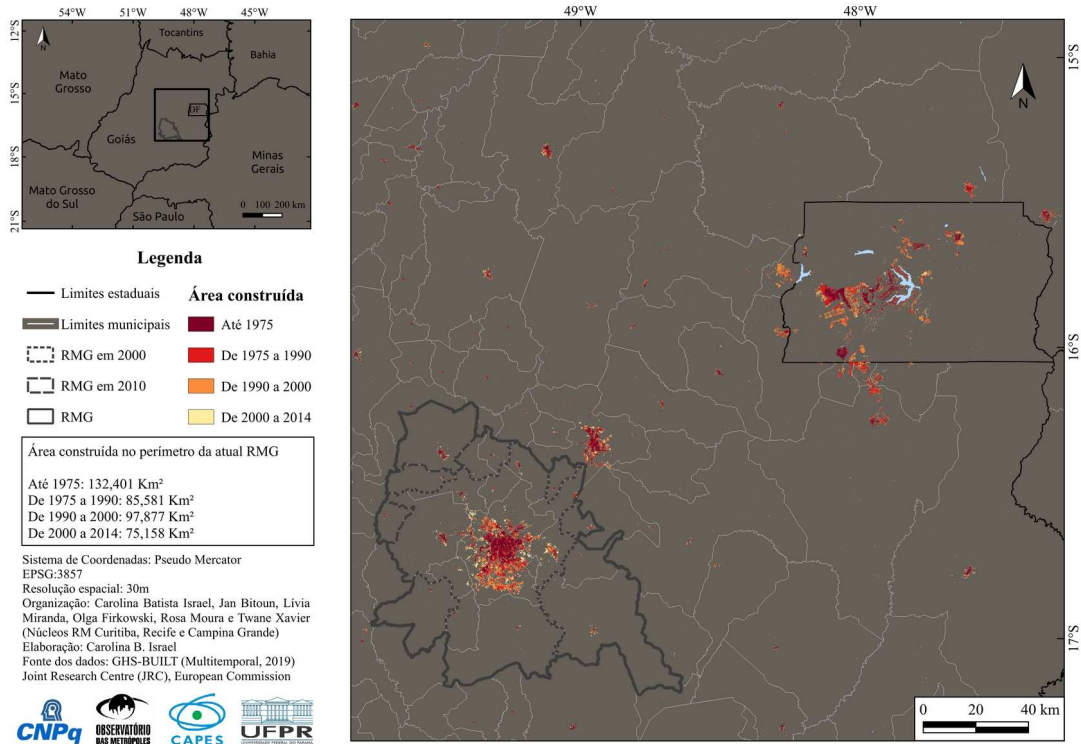 54°W 51°W 48°W 45°W
12°S
15°S
18°S
21°S
N
Tocantins
Bahia
Mato
Grosso
DF
Goiás
Minas
Gerais
Mato Grosso
do Sul
São Paulo
0 100 200 km
Legenda
Limites estaduais
Limites municipais
RMG em 2000
RMG em 2010
RMG
Área construída
Até 1975
De 1975 a 1990
De 1990 a 2000
De 2000 a 2014
Área construída no perímetro da atual RMG
Até 1975: 132,401 Km²
De 1975 a 1990: 85,581 Km²
De 1990 a 2000: 97,877 Km²
De 2000 a 2014: 75,158 Km²
Sistema de Coordenadas: Pseudo Mercator
EPSG:3857
Resolução espacial: 30m
Organização: Carolina Batista Israel, Jan Bitoun, Lívia
Miranda, Olga Firkowski, Rosa Moura e Twane Xavier
(Núcleos RM Curitiba, Recife e Campina Grande)
Elaboração: Carolina B. Israel
Fonte dos dados: GHS-BUILT (Multitemporal, 2019)
Joint Research Centre (JRC), European Commission
CNPq
OBSERVATÓRIO
DAS METRÓPOLES
CAPES
UFPR
UNIVERSIDADE FEDERAL DO PARANÁ
49°W 48°W
15°S
16°S
17°S
N
0 20 40 km